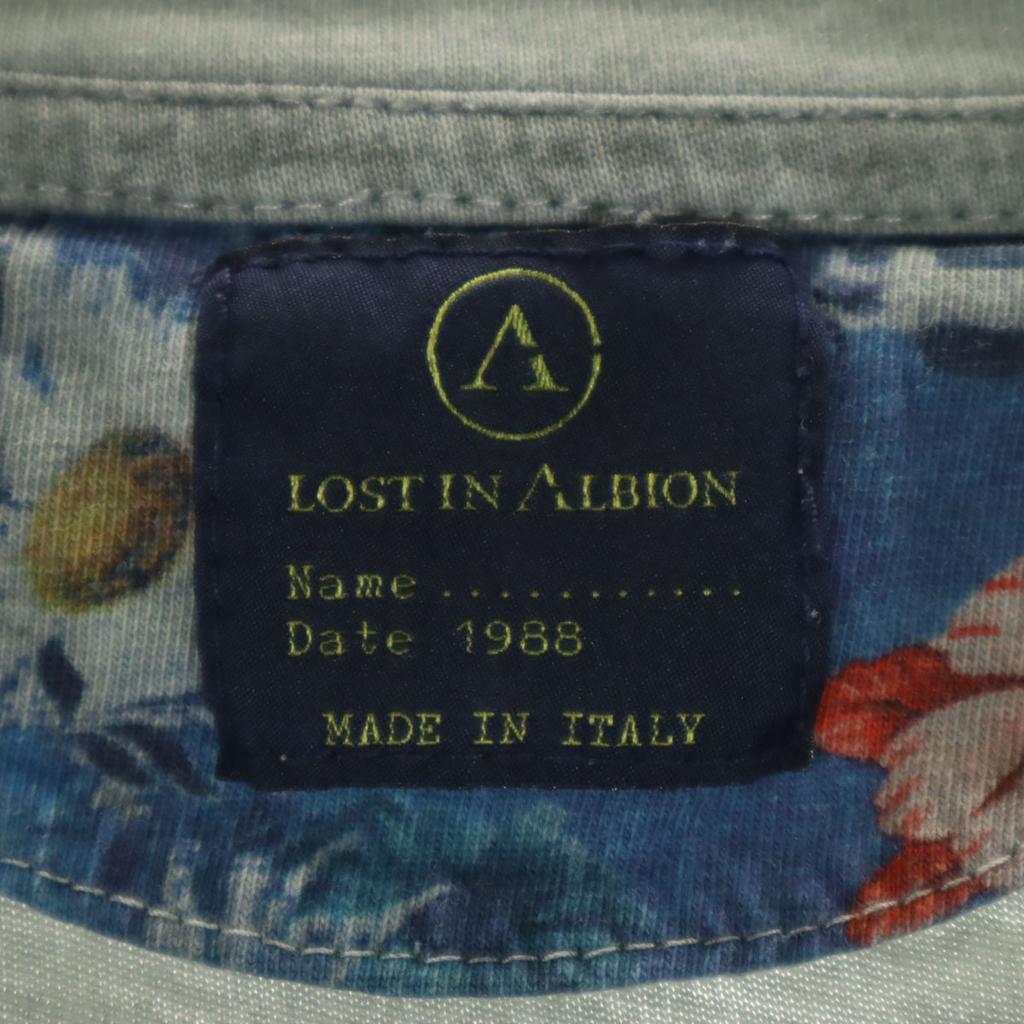 A
LOST IN ALBION
Name ............
Date 1988
MADE IN ITALY